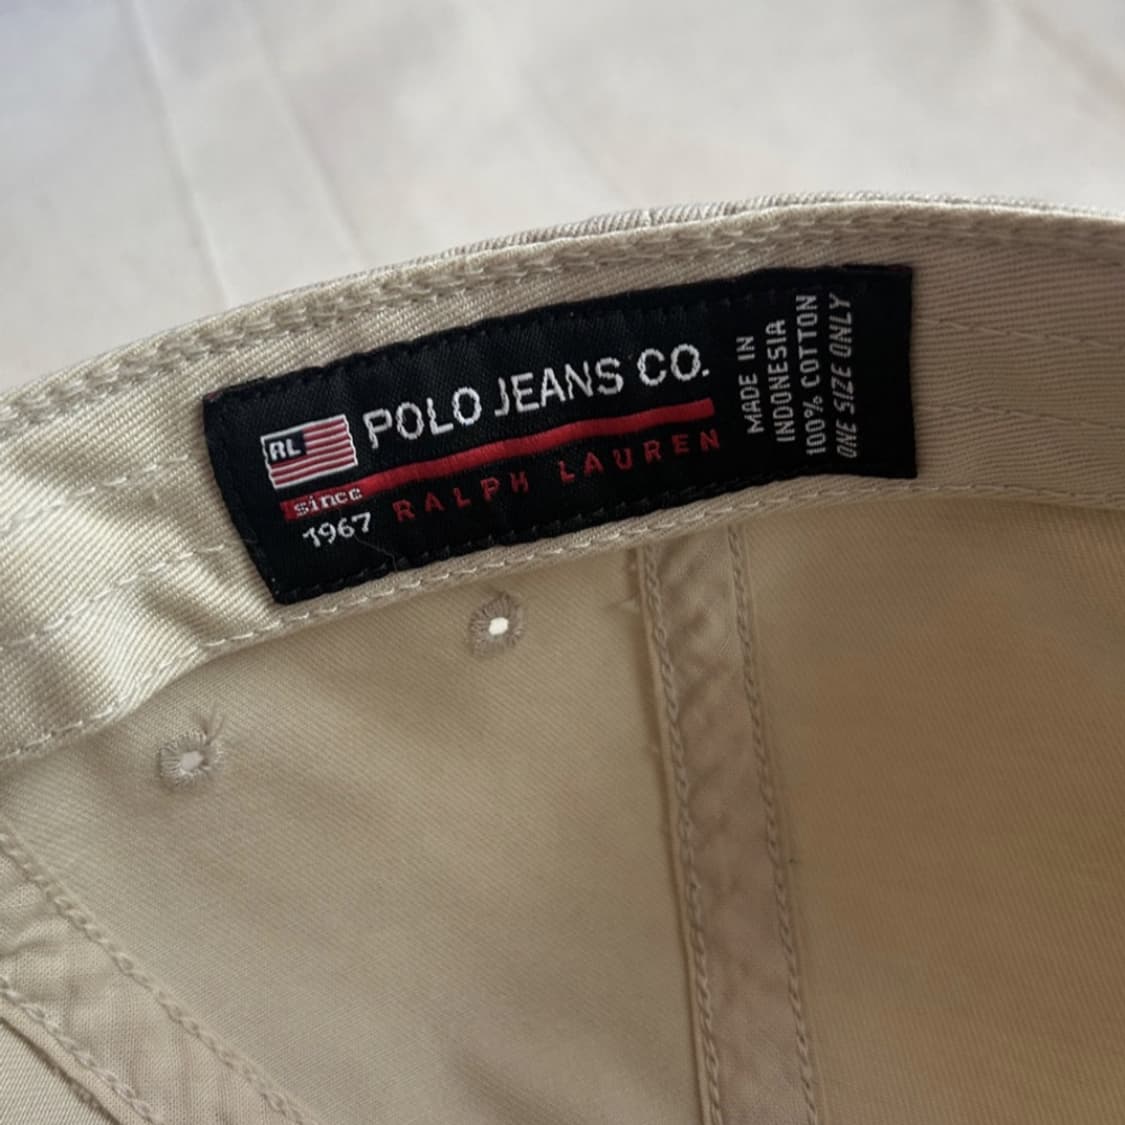 RL
POLO JEANS CO.
since
1967
RALPH LAUREN
MADE IN
INDONESIA
100% COTTON
ONE SIZE ONLY